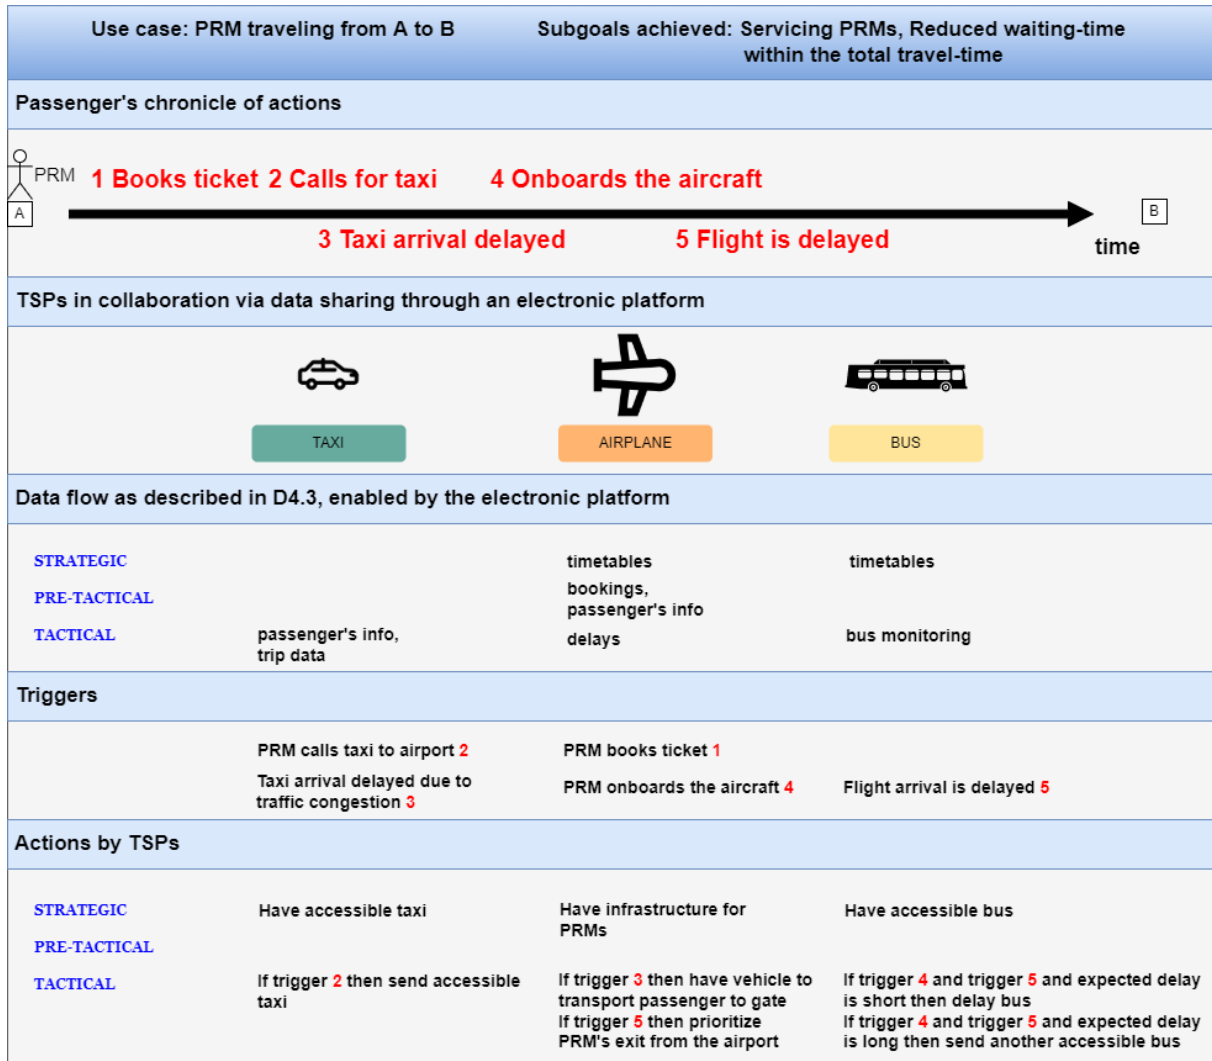 Use case: PRM traveling from A to B
Subgoals achieved: Servicing PRMs, Reduced waiting-time
within the total travel-time
Passenger's chronicle of actions
PRM
1 Books ticket
2 Calls for taxi
4 Onboards the aircraft
A
B
3 Taxi arrival delayed
5 Flight is delayed
time
TSPs in collaboration via data sharing through an electronic platform
TAXI
AIRPLANE
BUS
Data flow as described in D4.3, enabled by the electronic platform
STRATEGIC
timetables
timetables
PRE-TACTICAL
bookings,
passenger's info
TACTICAL
passenger's info,
trip data
delays
bus monitoring
Triggers
PRM calls taxi to airport 2
PRM books ticket 1
Taxi arrival delayed due to
traffic congestion 3
PRM onboards the aircraft 4
Flight arrival is delayed 5
Actions by TSPs
STRATEGIC
Have accessible taxi
Have infrastructure for
PRMs
Have accessible bus
PRE-TACTICAL
TACTICAL
If trigger 2 then send accessible
taxi
If trigger 3 then have vehicle to
transport passenger to gate
If trigger 5 then prioritize
PRM's exit from the airport
If trigger 4 and trigger 5 and expected delay
is short then delay bus
If trigger 4 and trigger 5 and expected delay
is long then send another accessible bus